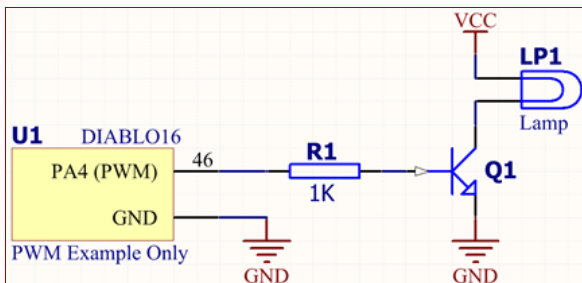 VCC
LP1
Lamp
U1
DIABLO16
PA4 (PWM)
46
R1
1K
Q1
GND
PWM Example Only
GND
GND